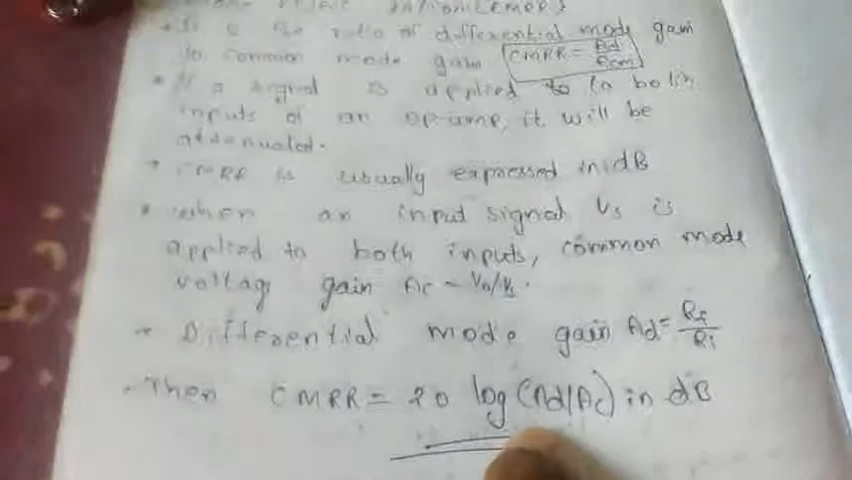 (CMRR)
• It is the ratio of differential mode gain
to common mode gain CMRR = Ad/Acm
• If a signal is applied to to both
inputs of an op-amp, it will be
attenuated.
• CMRR is usually expressed in dB
• when an input signal Vs is
applied to both inputs, common mode
voltage gain Ac = Vo/Vs.
• Differential mode gain Ad = Rf/Ri
• Then CMRR = 20 log(Ad/Ac) in dB